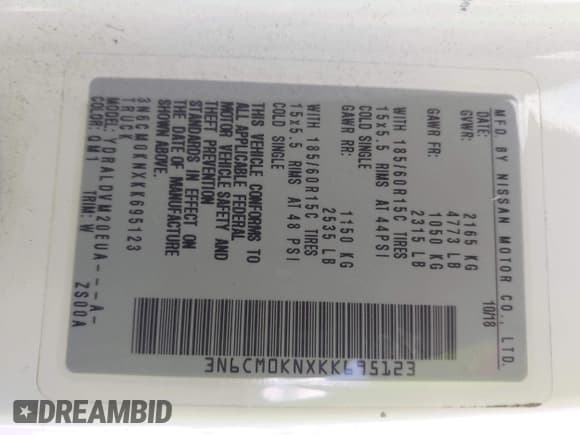 MFD. BY NISSAN MOTOR CO., LTD.
DATE: 10/18
GVWR: 2165 KG
4773 LB
GAWR FR: 1050 KG
2315 LB
WITH 185/60R15C TIRES
15x5.5 RIMS AT 44PSI
COLD SINGLE
GAWR RR: 1150 KG
2535 LB
WITH 185/60R15C TIRES
15x5.5 RIMS AT 48 PSI
COLD SINGLE
THIS VEHICLE CONFORMS TO
ALL APPLICABLE FEDERAL
MOTOR VEHICLE SAFETY AND
THEFT PREVENTION
STANDARDS IN EFFECT ON
THE DATE OF MANUFACTURE
SHOWN ABOVE.
3N6CM0KNXKK695123
TRUCK
MODEL: YDRALDVM20EUA---A-
COLOR: QM1 TRIM: W ZS00A
3N6CM0KNXKK695123
DREAMBID